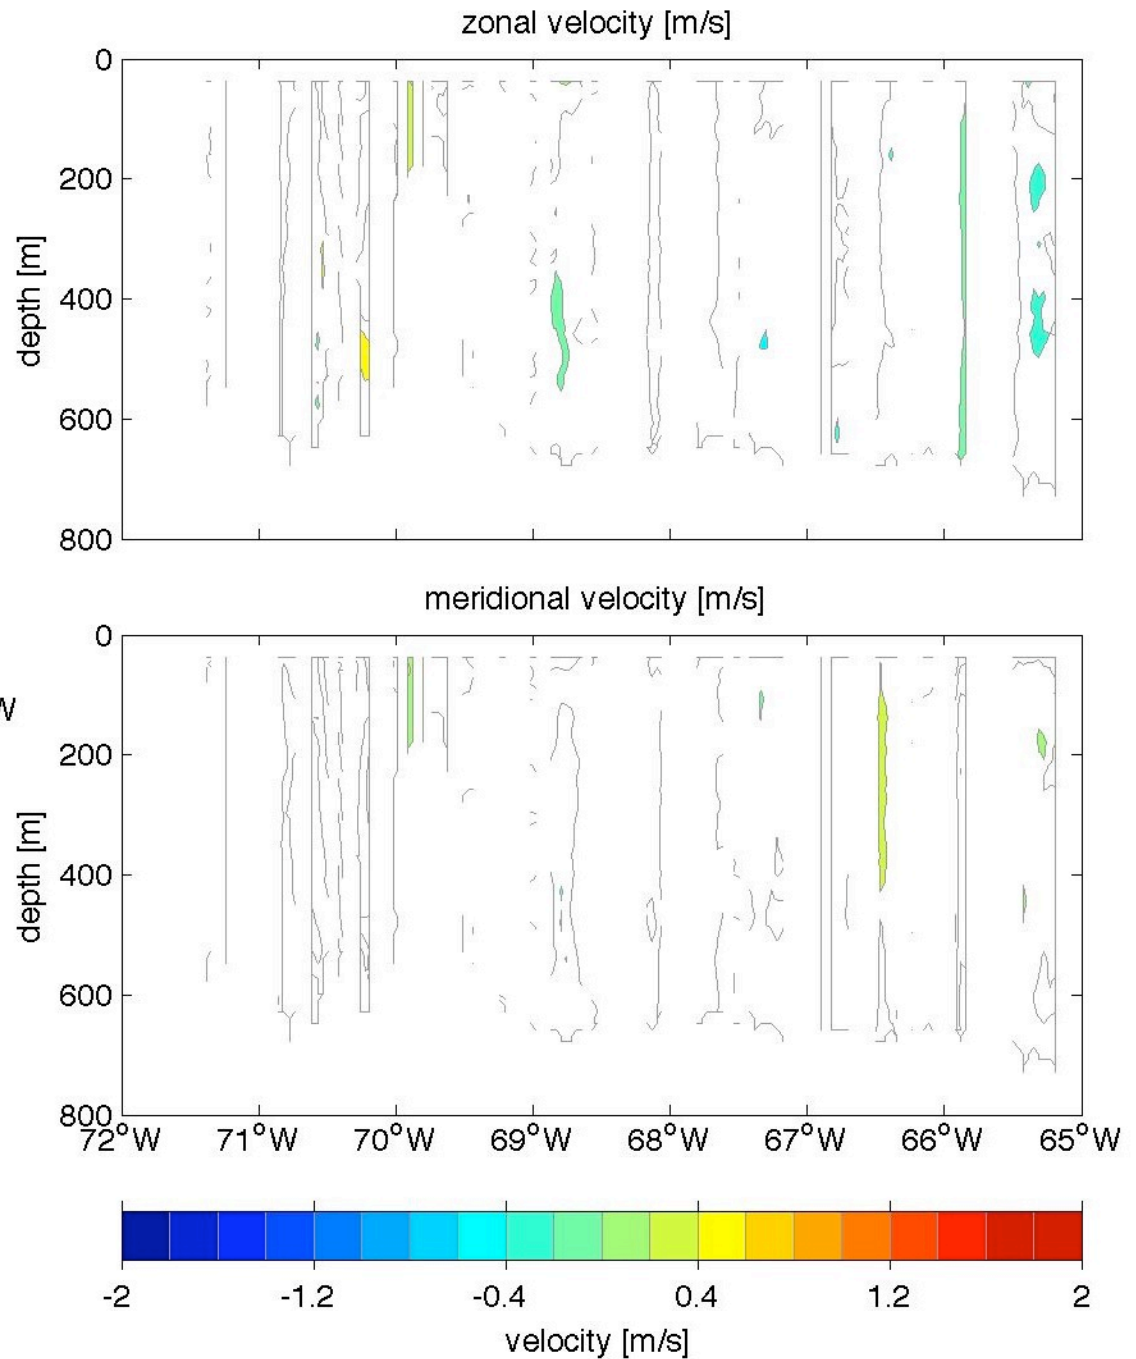 zonal velocity [m/s]
0
200
400
600
800
depth [m]
meridional velocity [m/s]
0
200
400
600
800
depth [m]
W
72°W 71°W 70°W 69°W 68°W 67°W 66°W 65°W
-2 -1.2 -0.4 0.4 1.2 2
velocity [m/s]